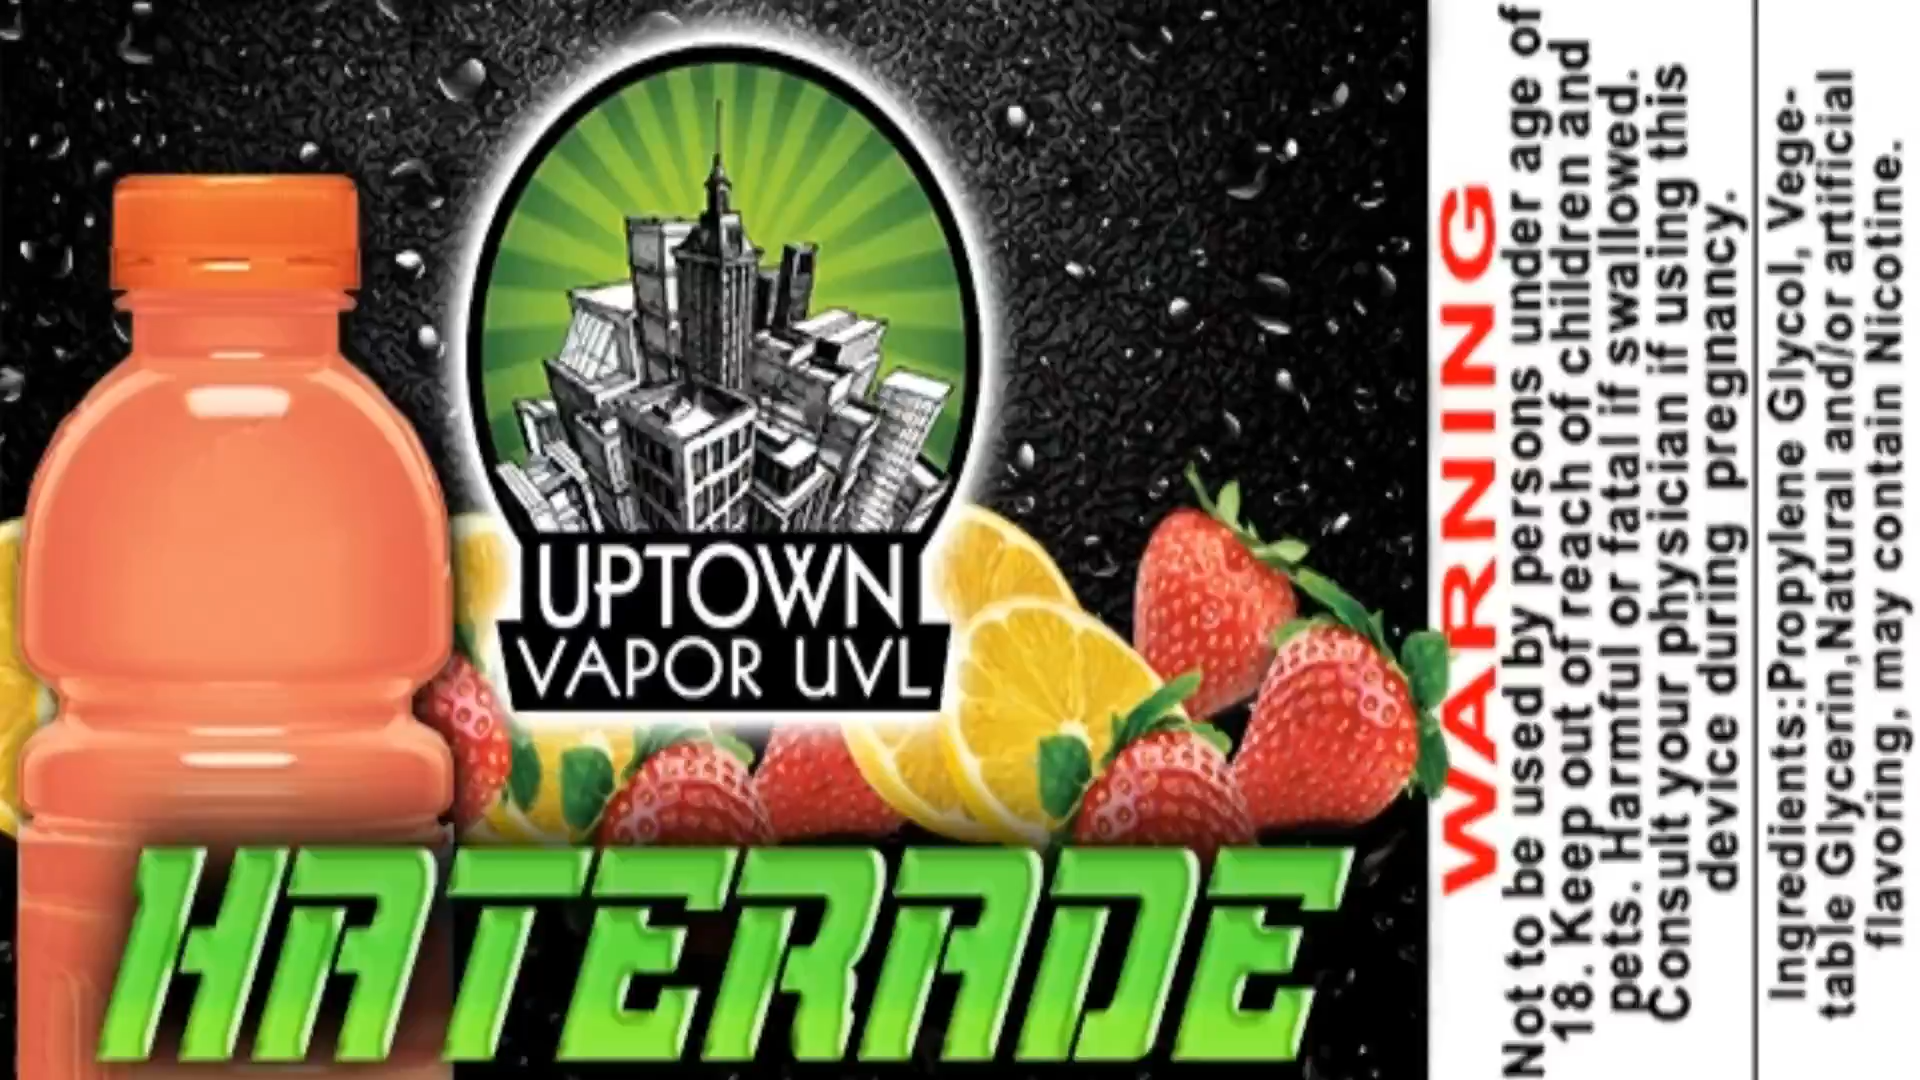 UPTOWN
VAPOR UVL
HATERADE
WARNING
Not to be used by persons under age of
18. Keep out of reach of children and
pets. Harmful or fatal if swallowed.
Consult your physician if using this
device during pregnancy.
Ingredients:Propylene Glycol, Vege-
table Glycerin,Natural and/or artificial
flavoring, may contain Nicotine.